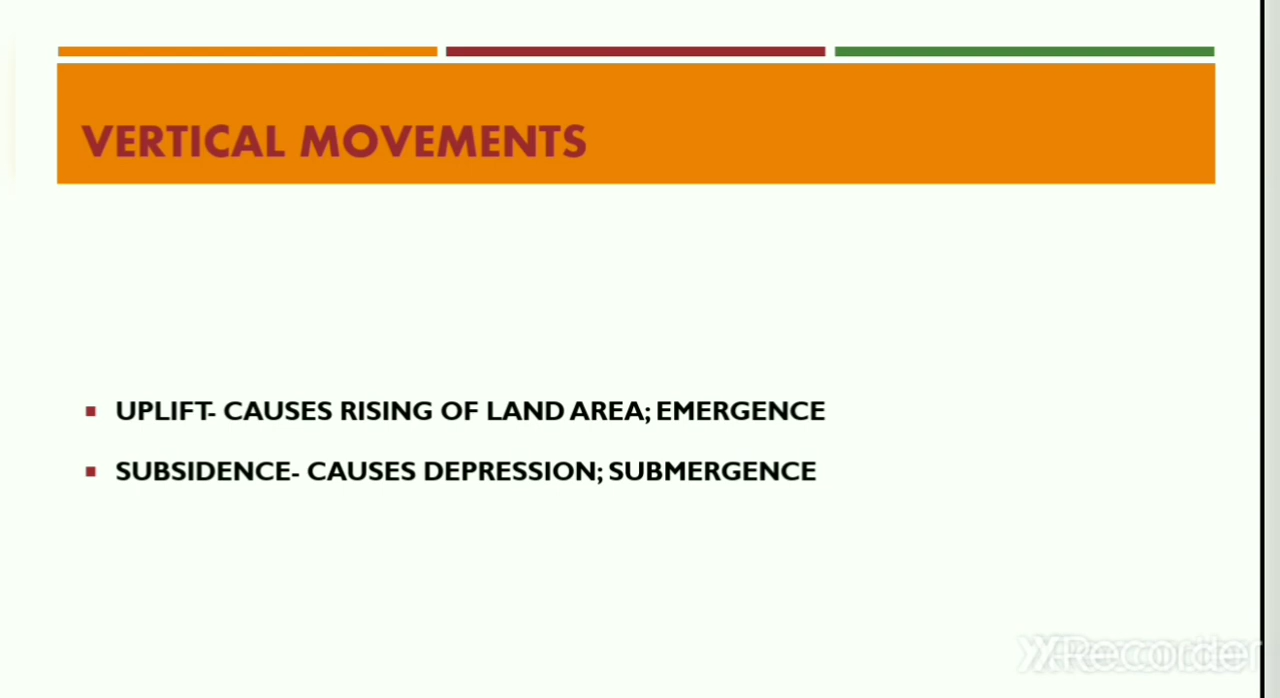 VERTICAL MOVEMENTS
UPLIFT- CAUSES RISING OF LAND AREA; EMERGENCE
SUBSIDENCE- CAUSES DEPRESSION; SUBMERGENCE
XRecorder